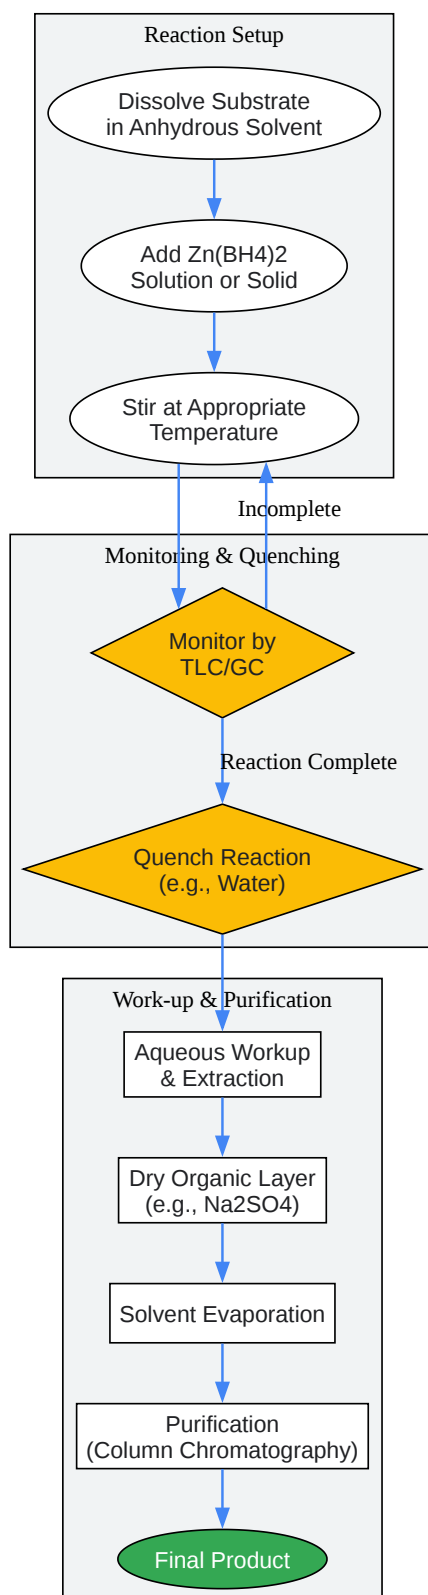 Reaction Setup
Dissolve Substrate
in Anhydrous Solvent
Add Zn(BH4)2
Solution or Solid
Stir at Appropriate
Temperature
Incomplete
Monitoring & Quenching
Monitor by
TLC/GC
Reaction Complete
Quench Reaction
(e.g., Water)
Work-up & Purification
Aqueous Workup
& Extraction
Dry Organic Layer
(e.g., Na2SO4)
Solvent Evaporation
Purification
(Column Chromatography)
Final Product